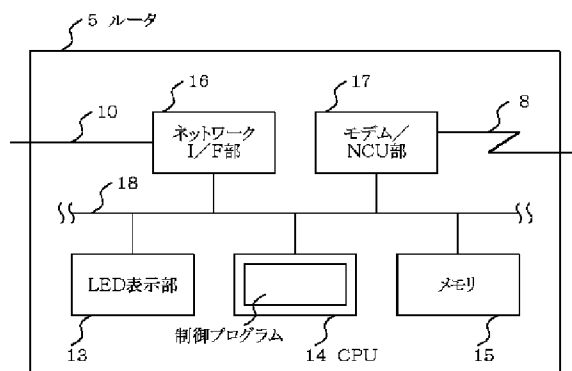 5 ルータ
16
17
10
8
ネットワーク
I／F部
モデム／
NCU部
18
LED表示部
メモリ
制御プログラム
13
14 CPU
15